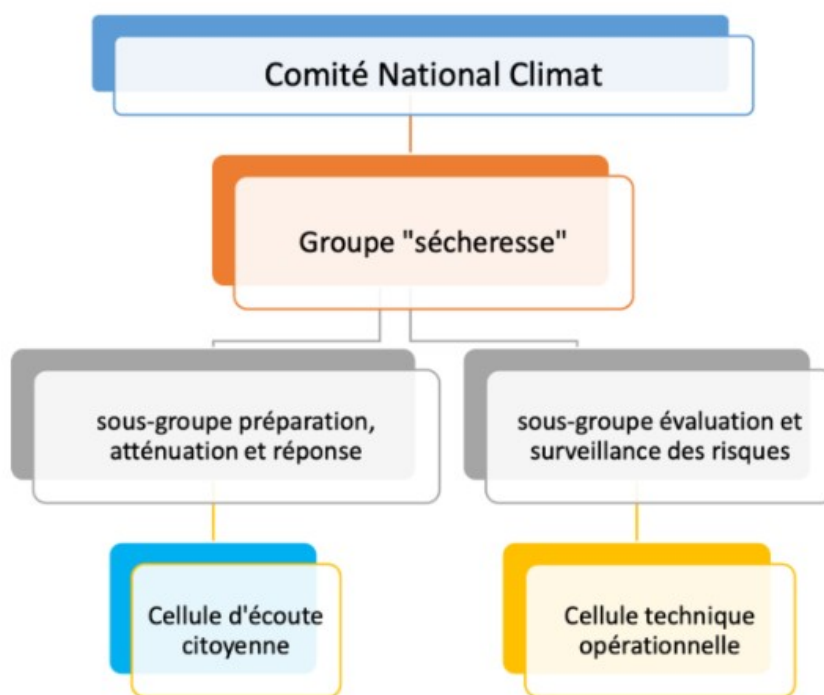 Comité National Climat
Groupe "sécheresse"
sous-groupe préparation,
atténuation et réponse
sous-groupe évaluation et
surveillance des risques
Cellule d'écoute
citoyenne
Cellule technique
opérationnelle